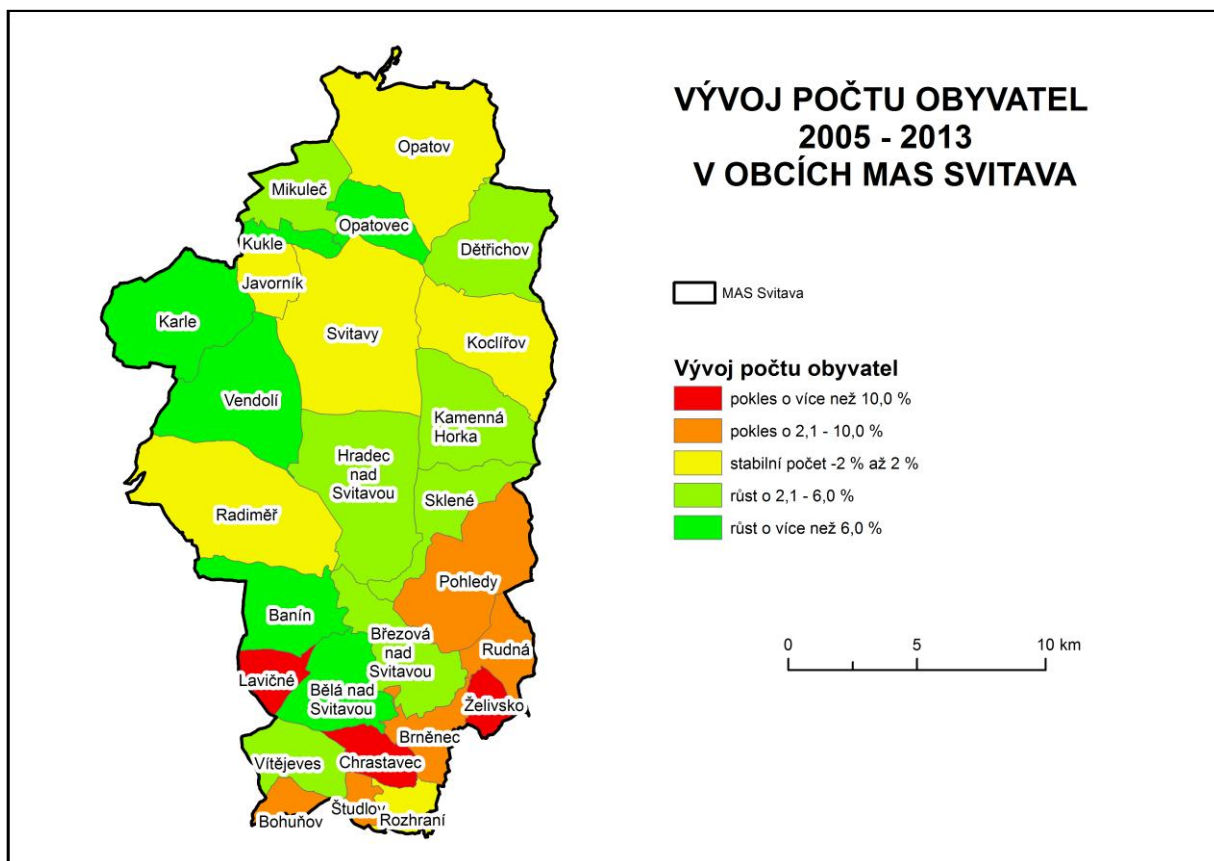 VÝVOJ POČTU OBYVATEL
2005 - 2013
V OBCÍCH MAS SVITAVA
MAS Svitava
Vývoj počtu obyvatel
pokles o více než 10,0 %
pokles o 2,1 - 10,0 %
stabilní počet -2 % až 2 %
růst o 2,1 - 6,0 %
růst o více než 6,0 %
0 5 10 km
Opatov
Mikuleč
Opatovec
Kukle
Dětřichov
Javorník
Karle
Svitavy
Koclířov
Vendolí
Kamenná
Horka
Hradec
nad
Svitavou
Sklené
Radiměř
Pohledy
Banín
Březová
nad
Svitavou
Rudná
Lavičné
Bělá nad
Svitavou
Želivsko
Brněnec
Vítějeves
Chrastavec
Bohuňov
Študlov
Rozhraní